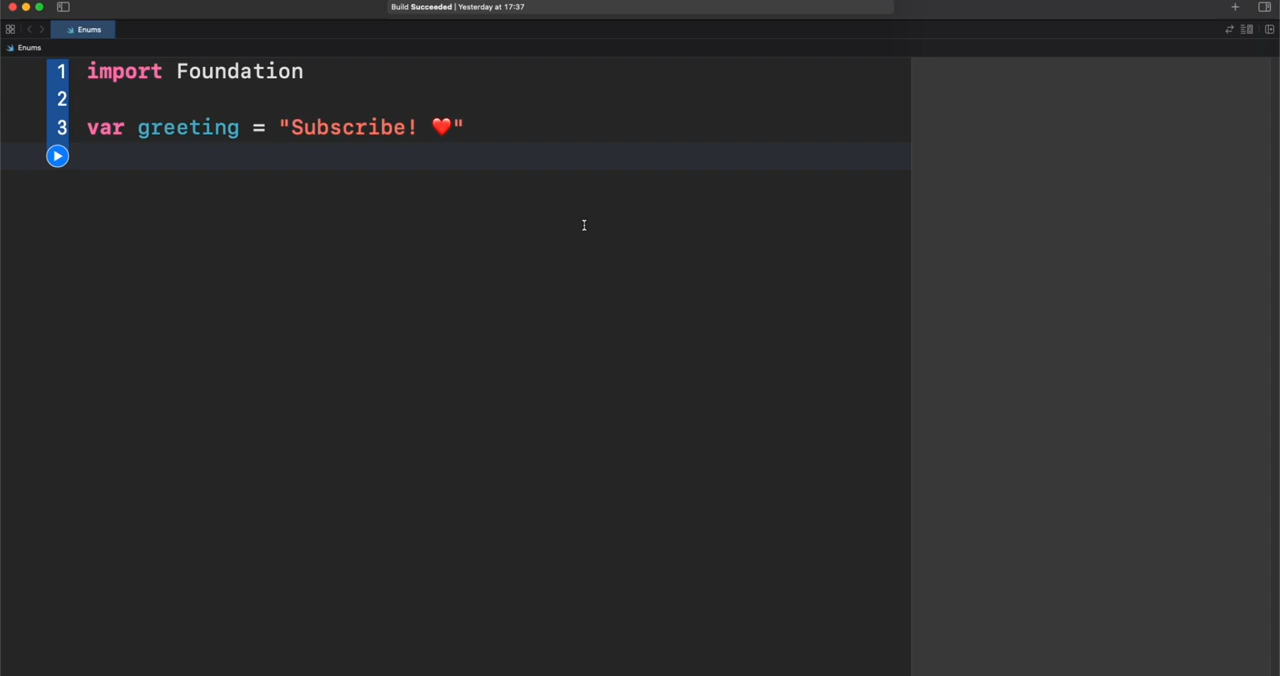 Build Succeeded | Yesterday at 17:37
Enums
Enums
1 import Foundation
2
3 var greeting = "Subscribe! ❤️"